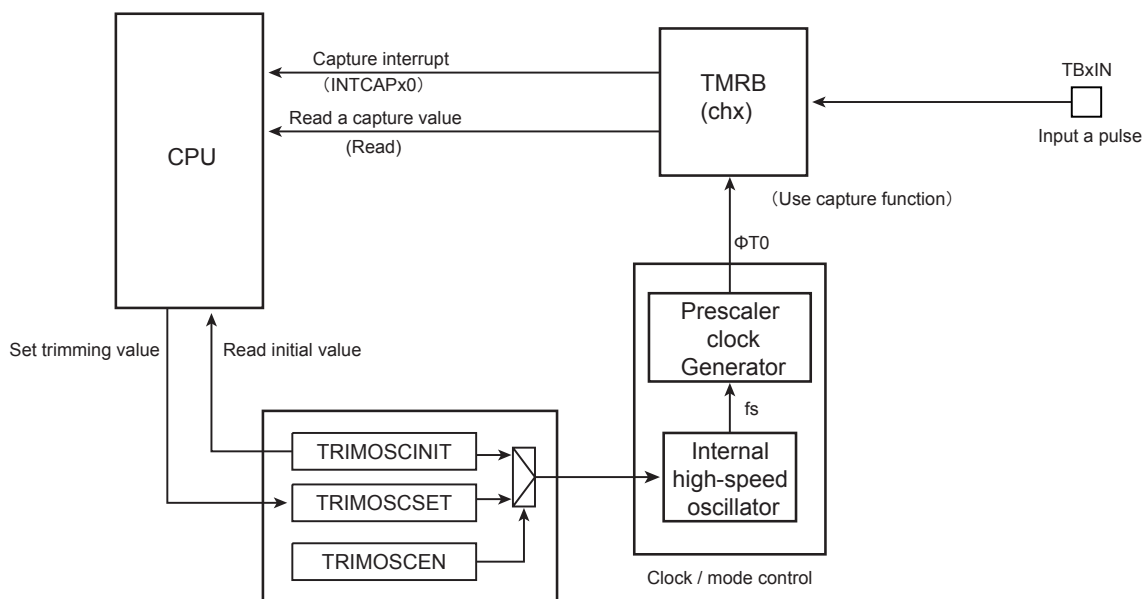 Capture interrupt
（INTCAPx0）
Read a capture value
(Read)
CPU
TMRB
(chx)
TBxIN
Input a pulse
（Use capture function）
ΦT0
Prescaler
clock
Generator
fs
Internal
high-speed
oscillator
Clock / mode control
Set trimming value
Read initial value
TRIMOSCINIT
TRIMOSCSET
TRIMOSCEN